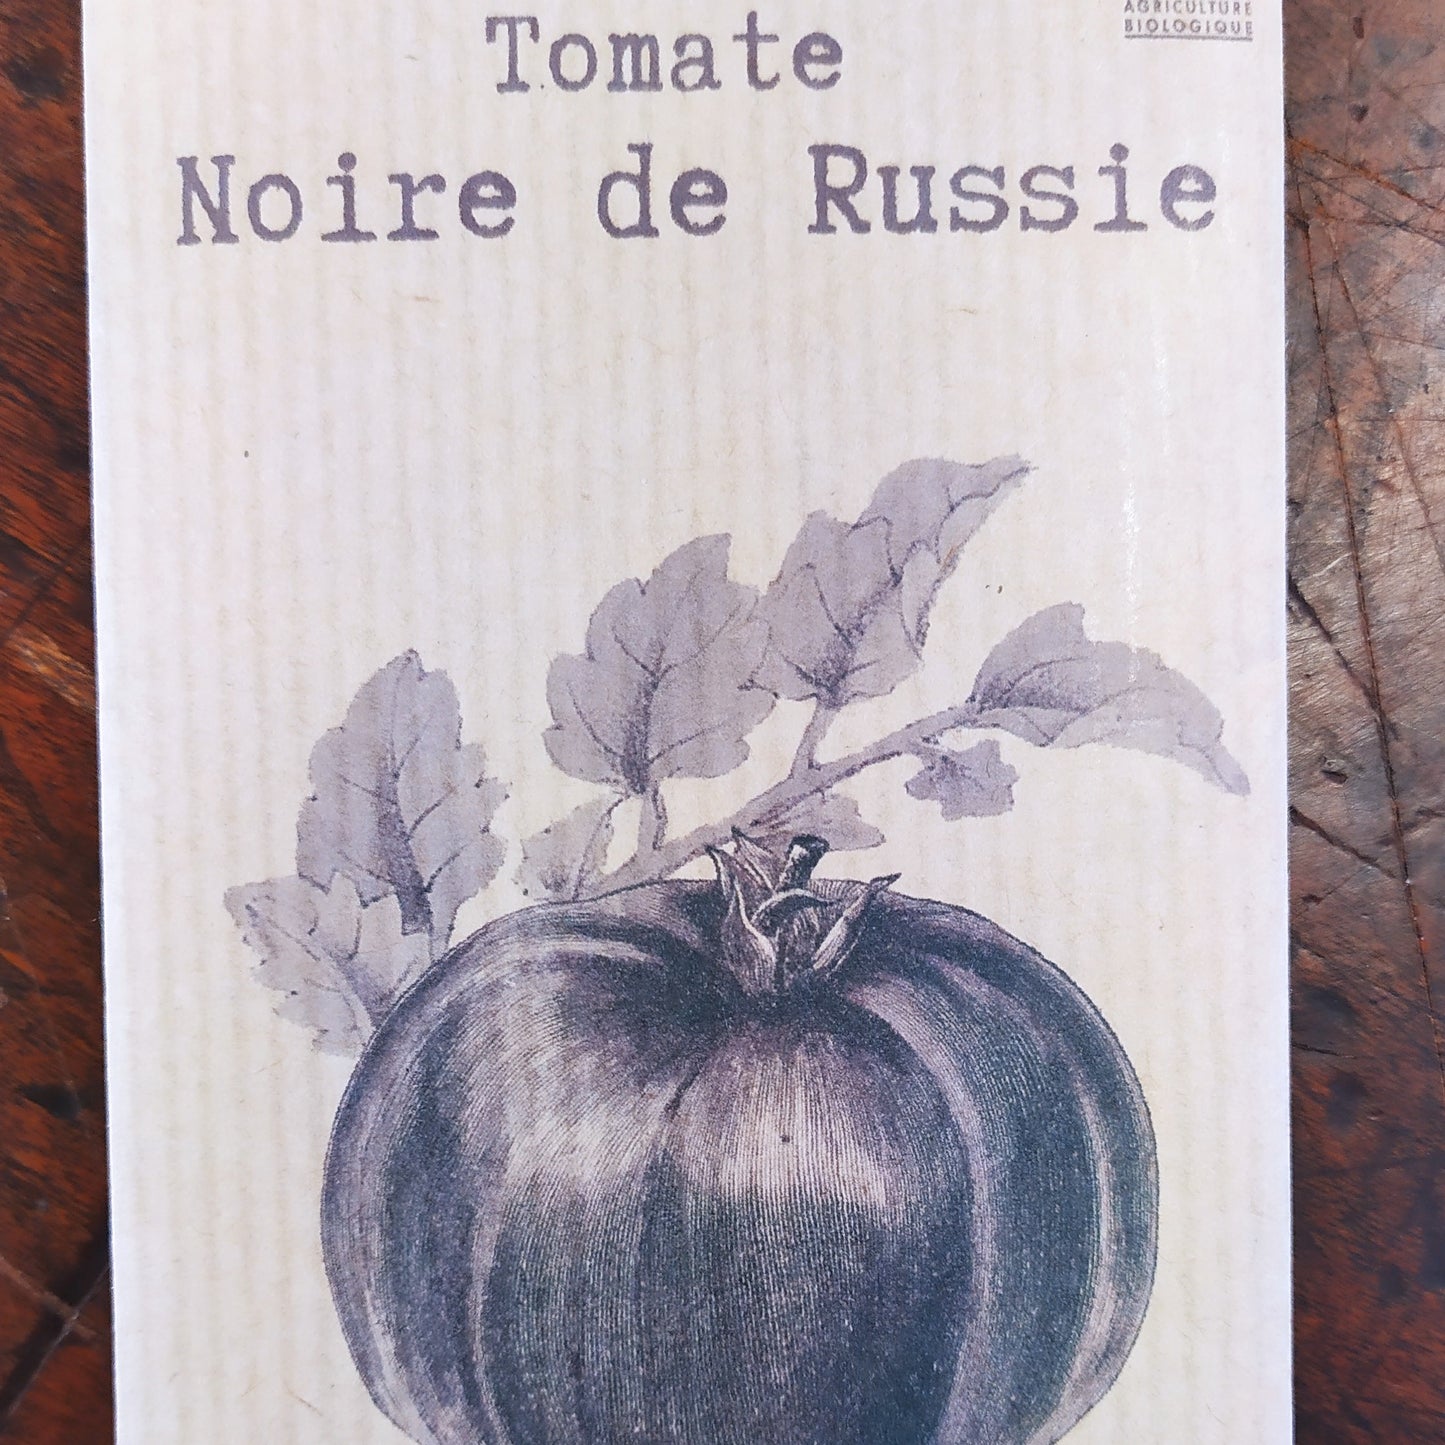 AGRICULTURE
BIOLOGIQUE
Tomate
Noire de Russie